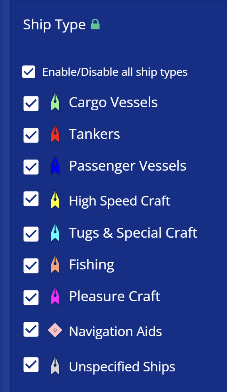 Ship Type
Enable/Disable all ship types
Cargo Vessels
Tankers
Passenger Vessels
High Speed Craft
Tugs & Special Craft
Fishing
Pleasure Craft
Navigation Aids
Unspecified Ships